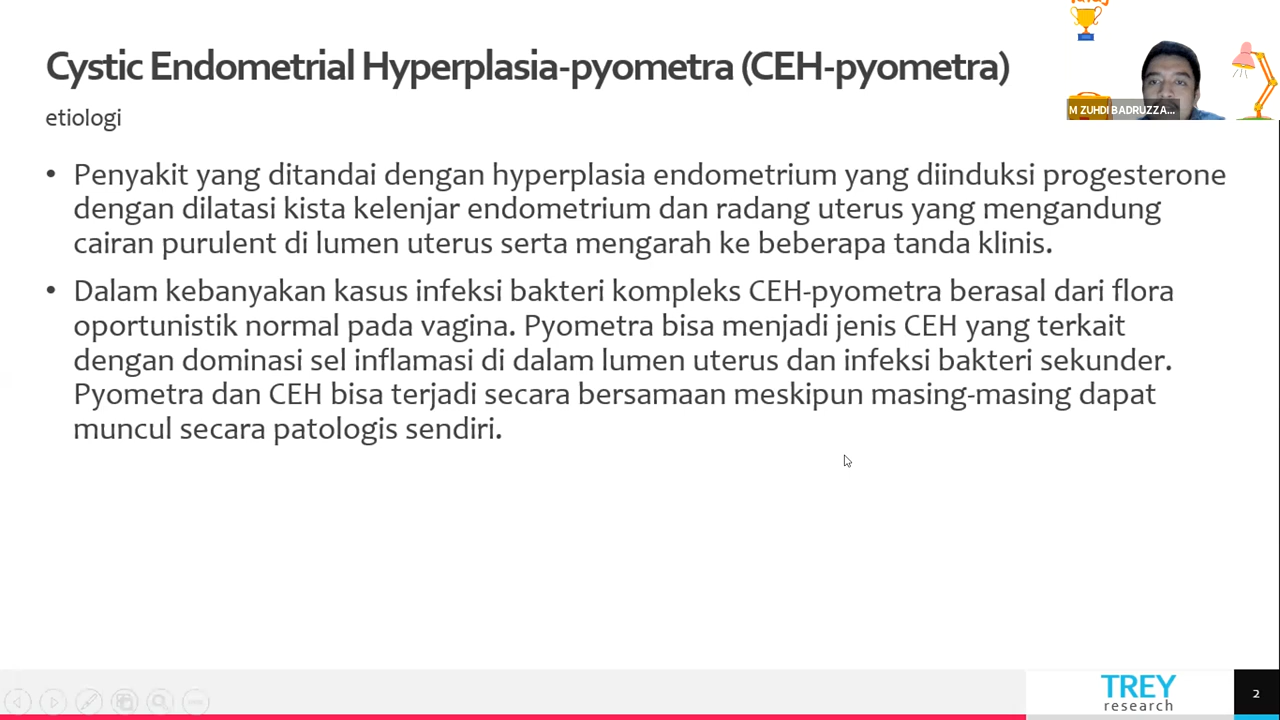 Cystic Endometrial Hyperplasia-pyometra (CEH-pyometra)
etiologi
M ZUHDI BADRUZZA...
• Penyakit yang ditandai dengan hyperplasia endometrium yang diinduksi progesterone
dengan dilatasi kista kelenjar endometrium dan radang uterus yang mengandung
cairan purulent di lumen uterus serta mengarah ke beberapa tanda klinis.
• Dalam kebanyakan kasus infeksi bakteri kompleks CEH-pyometra berasal dari flora
oportunistik normal pada vagina. Pyometra bisa menjadi jenis CEH yang terkait
dengan dominasi sel inflamasi di dalam lumen uterus dan infeksi bakteri sekunder.
Pyometra dan CEH bisa terjadi secara bersamaan meskipun masing-masing dapat
muncul secara patologis sendiri.
TREY
research
2